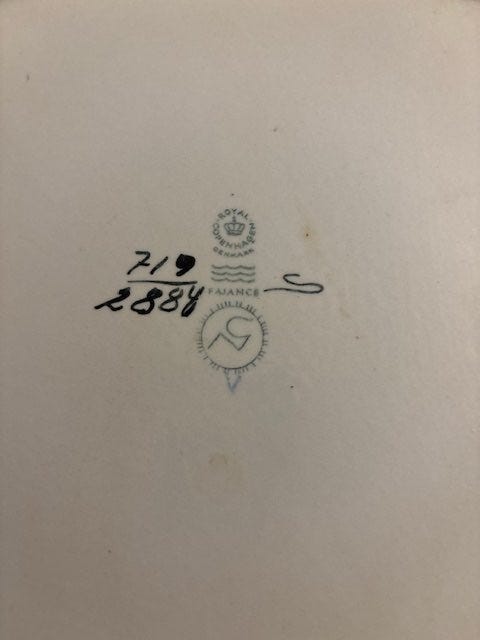 ROYAL COPENHAGEN
DENMARK
719
2884
FAJANCE